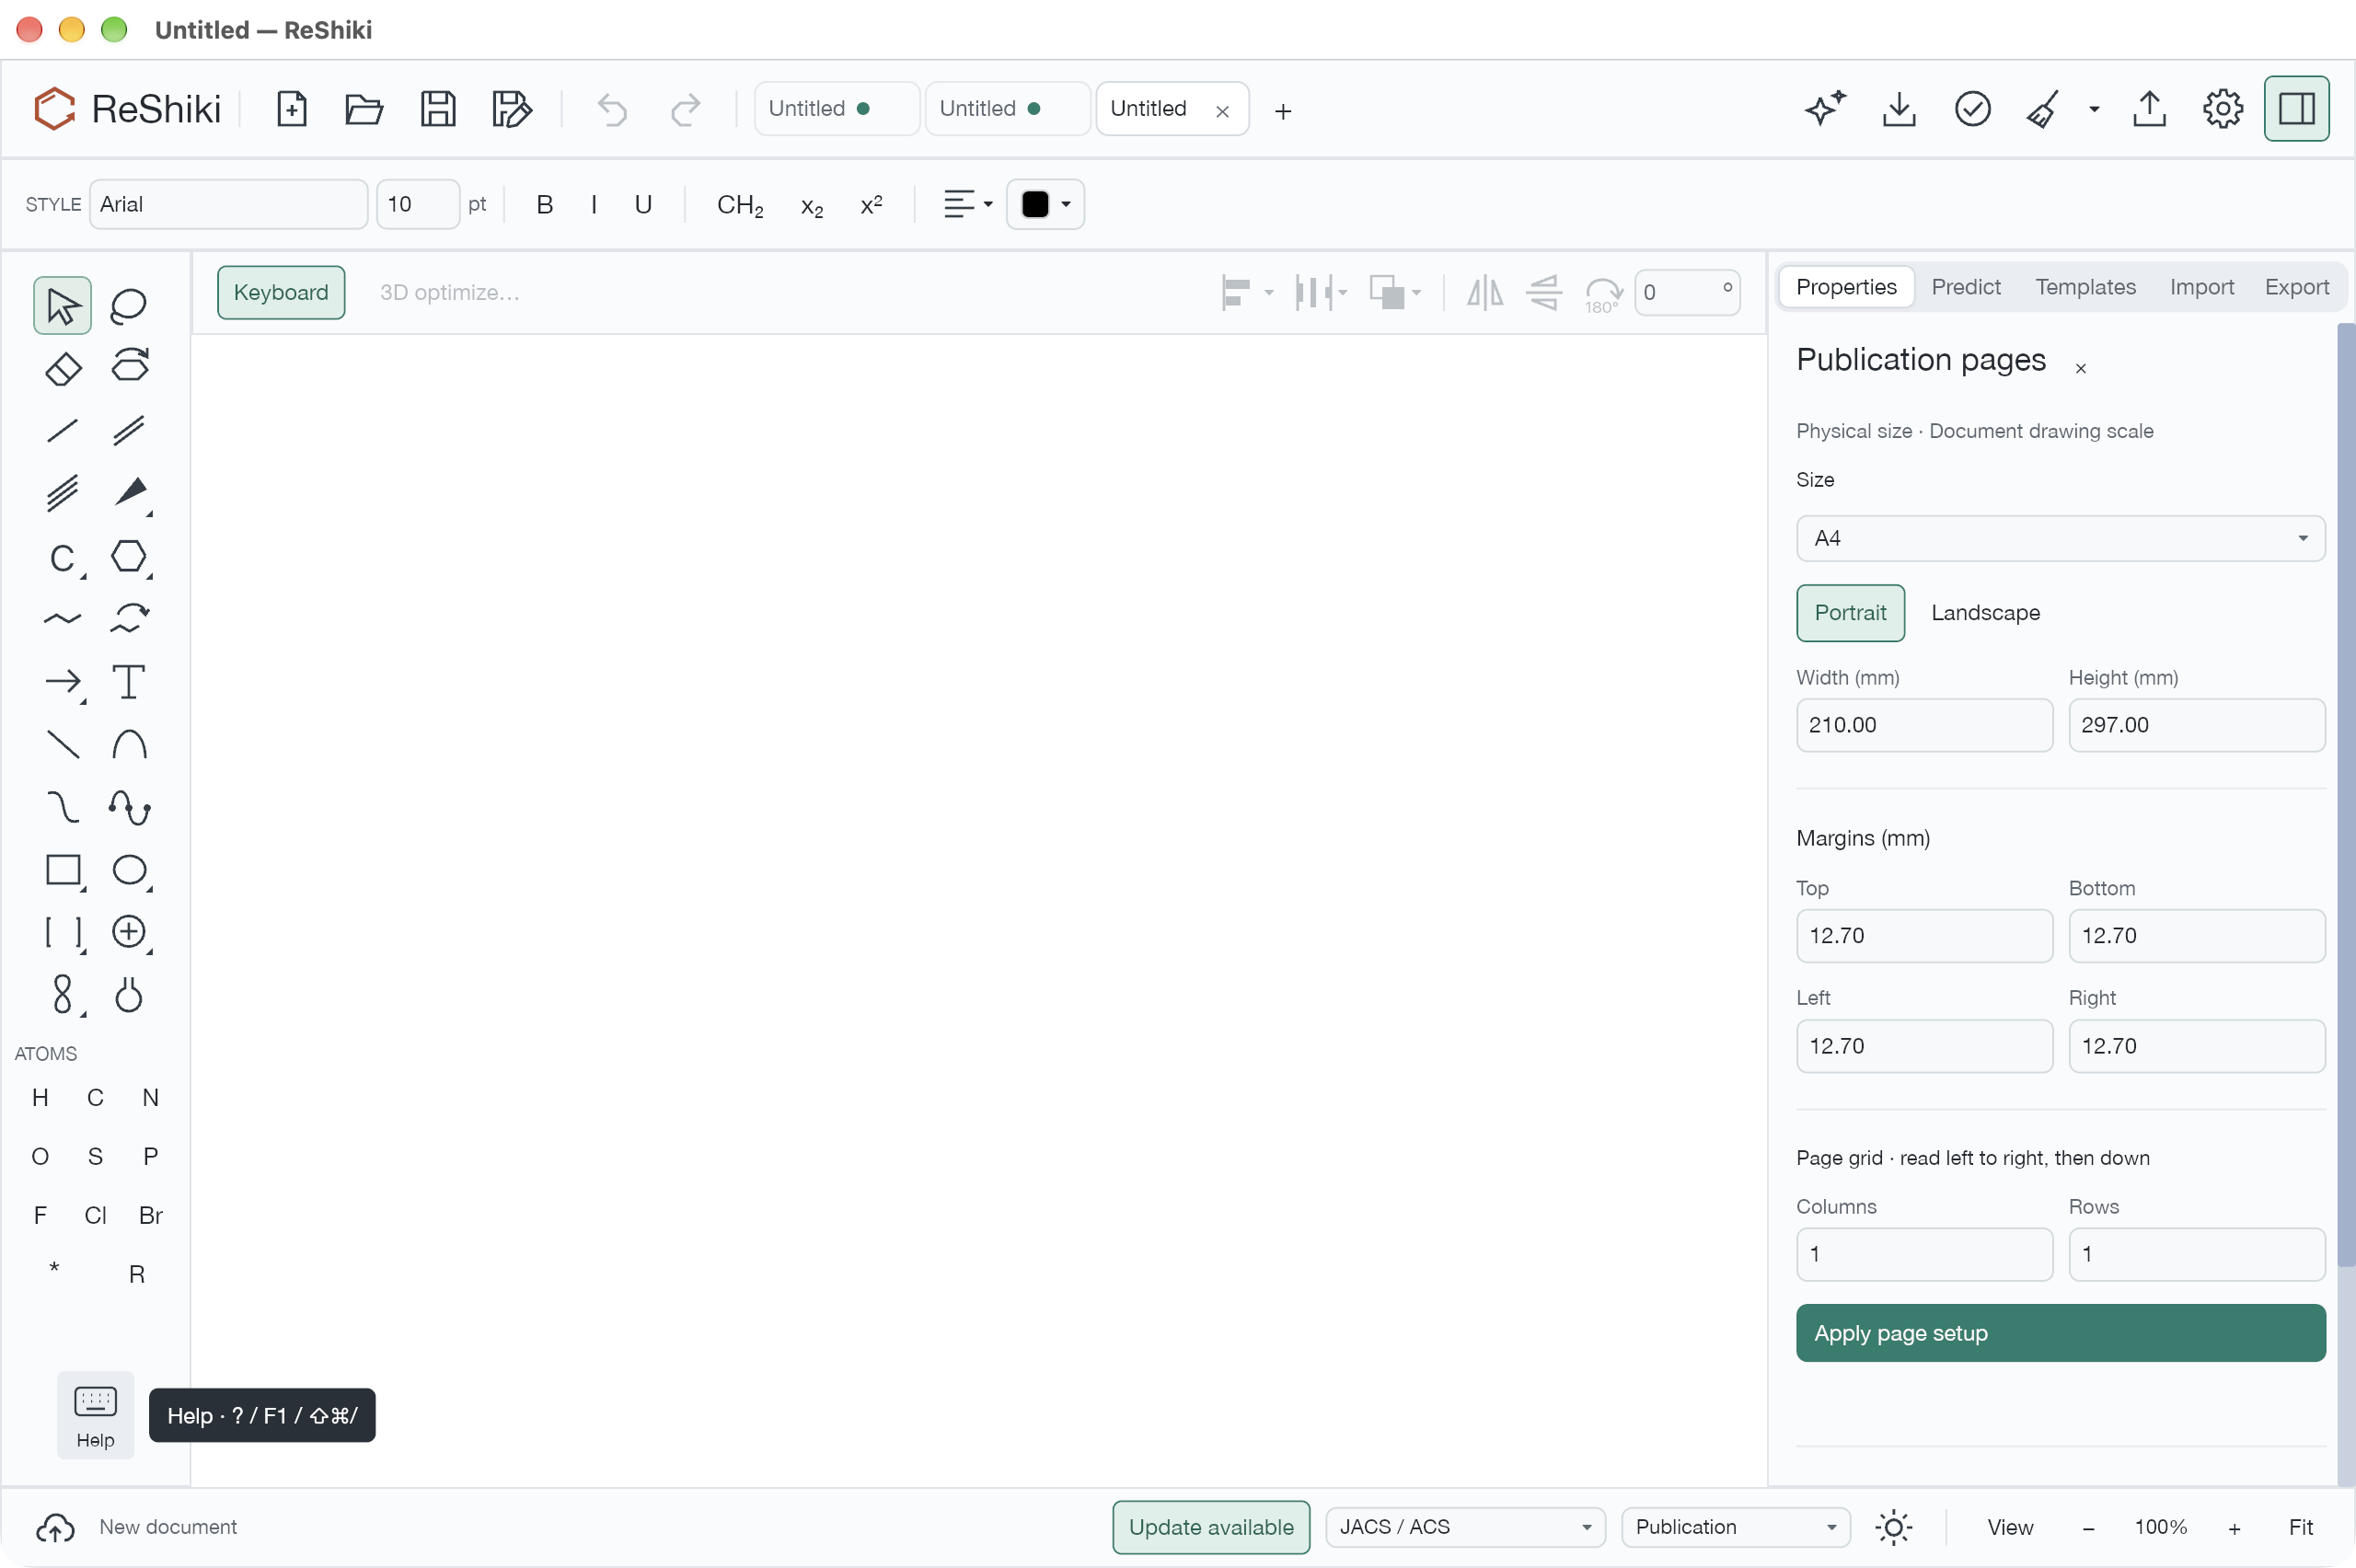 Untitled — ReShiki
ReShiki
Untitled
Untitled
Untitled
STYLE
Arial
10
pt
B
I
U
CH₂
x₂
x²
Keyboard
3D optimize...
180°
0
°
Properties
Predict
Templates
Import
Export
Publication pages
Physical size · Document drawing scale
Size
A4
Portrait
Landscape
Width (mm)
Height (mm)
210.00
297.00
Margins (mm)
Top
Bottom
12.70
12.70
Left
Right
12.70
12.70
Page grid · read left to right, then down
Columns
Rows
1
1
Apply page setup
C
T
[ ]
ATOMS
H C N
O S P
F Cl Br
* R
Help
Help · ? / F1 / ⇧⌘/
New document
Update available
JACS / ACS
Publication
View
−
100%
+
Fit